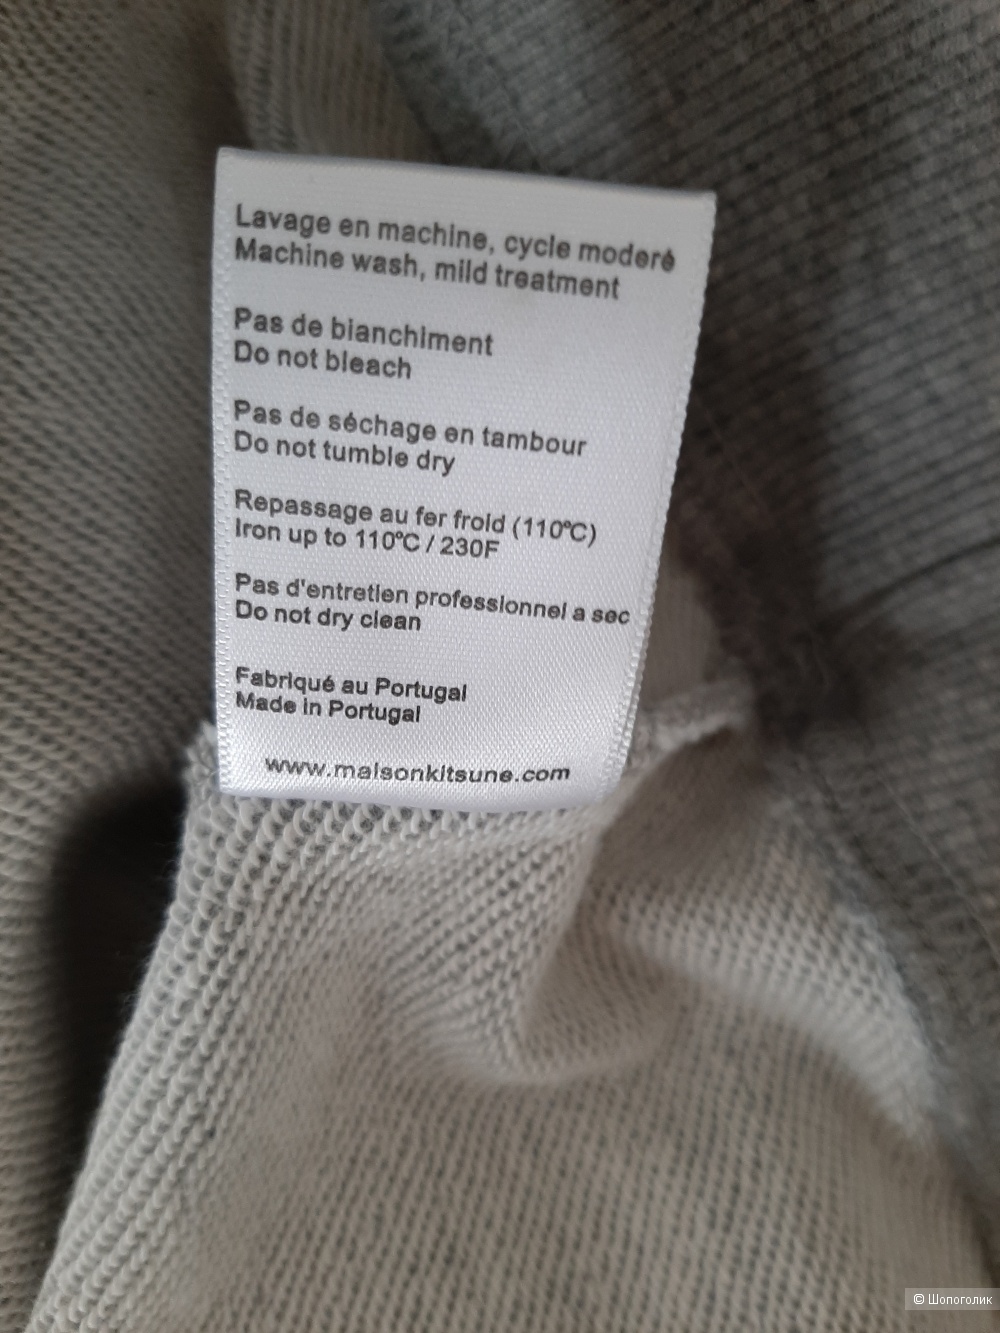 Lavage en machine, cycle moderé
Machine wash, mild treatment
Pas de blanchiment
Do not bleach
Pas de séchage en tambour
Do not tumble dry
Repassage au fer froid (110°C)
Iron up to 110°C / 230F
Pas d'entretien professionnel a sec
Do not dry clean
Fabriqué au Portugal
Made in Portugal
www.maisonkitsune.com
© Шопоголик